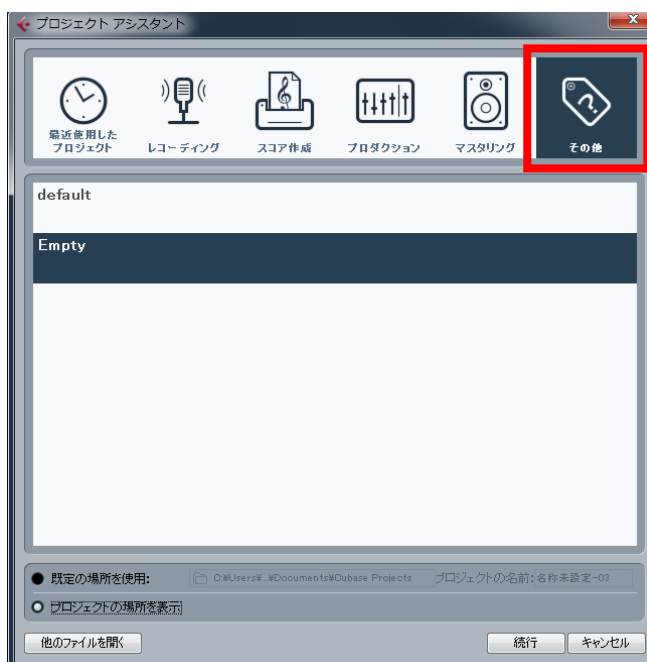 プロジェクト アシスタント
最近使用した
プロジェクト
レコーディング
スコア作成
プロダクション
マスタリング
その他
default
Empty
既定の場所を使用:
C:¥Users¥...¥Documents¥Cubase Projects
プロジェクトの名前:名称未設定-03
プロジェクトの場所を表示
他のファイルを開く
続行
キャンセル